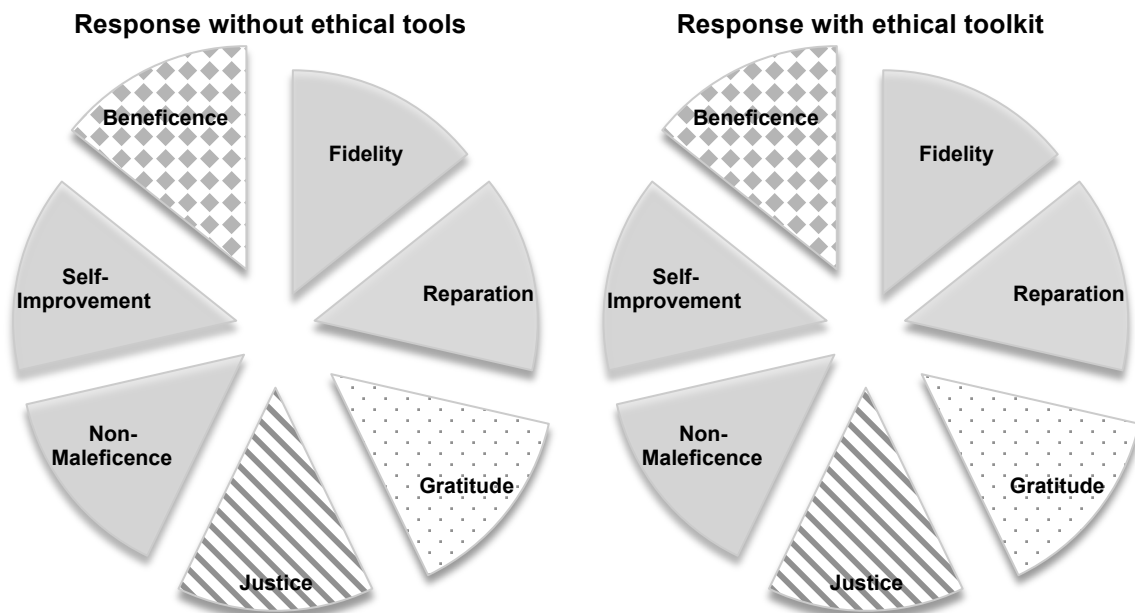 Response without ethical tools
Beneficence
Fidelity
Self-
Improvement
Reparation
Non-
Maleficence
Gratitude
Justice
Response with ethical toolkit
Beneficence
Fidelity
Self-
Improvement
Reparation
Non-
Maleficence
Gratitude
Justice